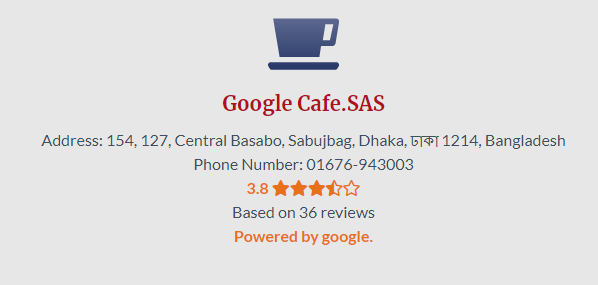 Google Cafe.SAS
Address: 154, 127, Central Basabo, Sabujbag, Dhaka, ঢাকা 1214, Bangladesh
Phone Number: 01676-943003
3.8
Based on 36 reviews
Powered by google.